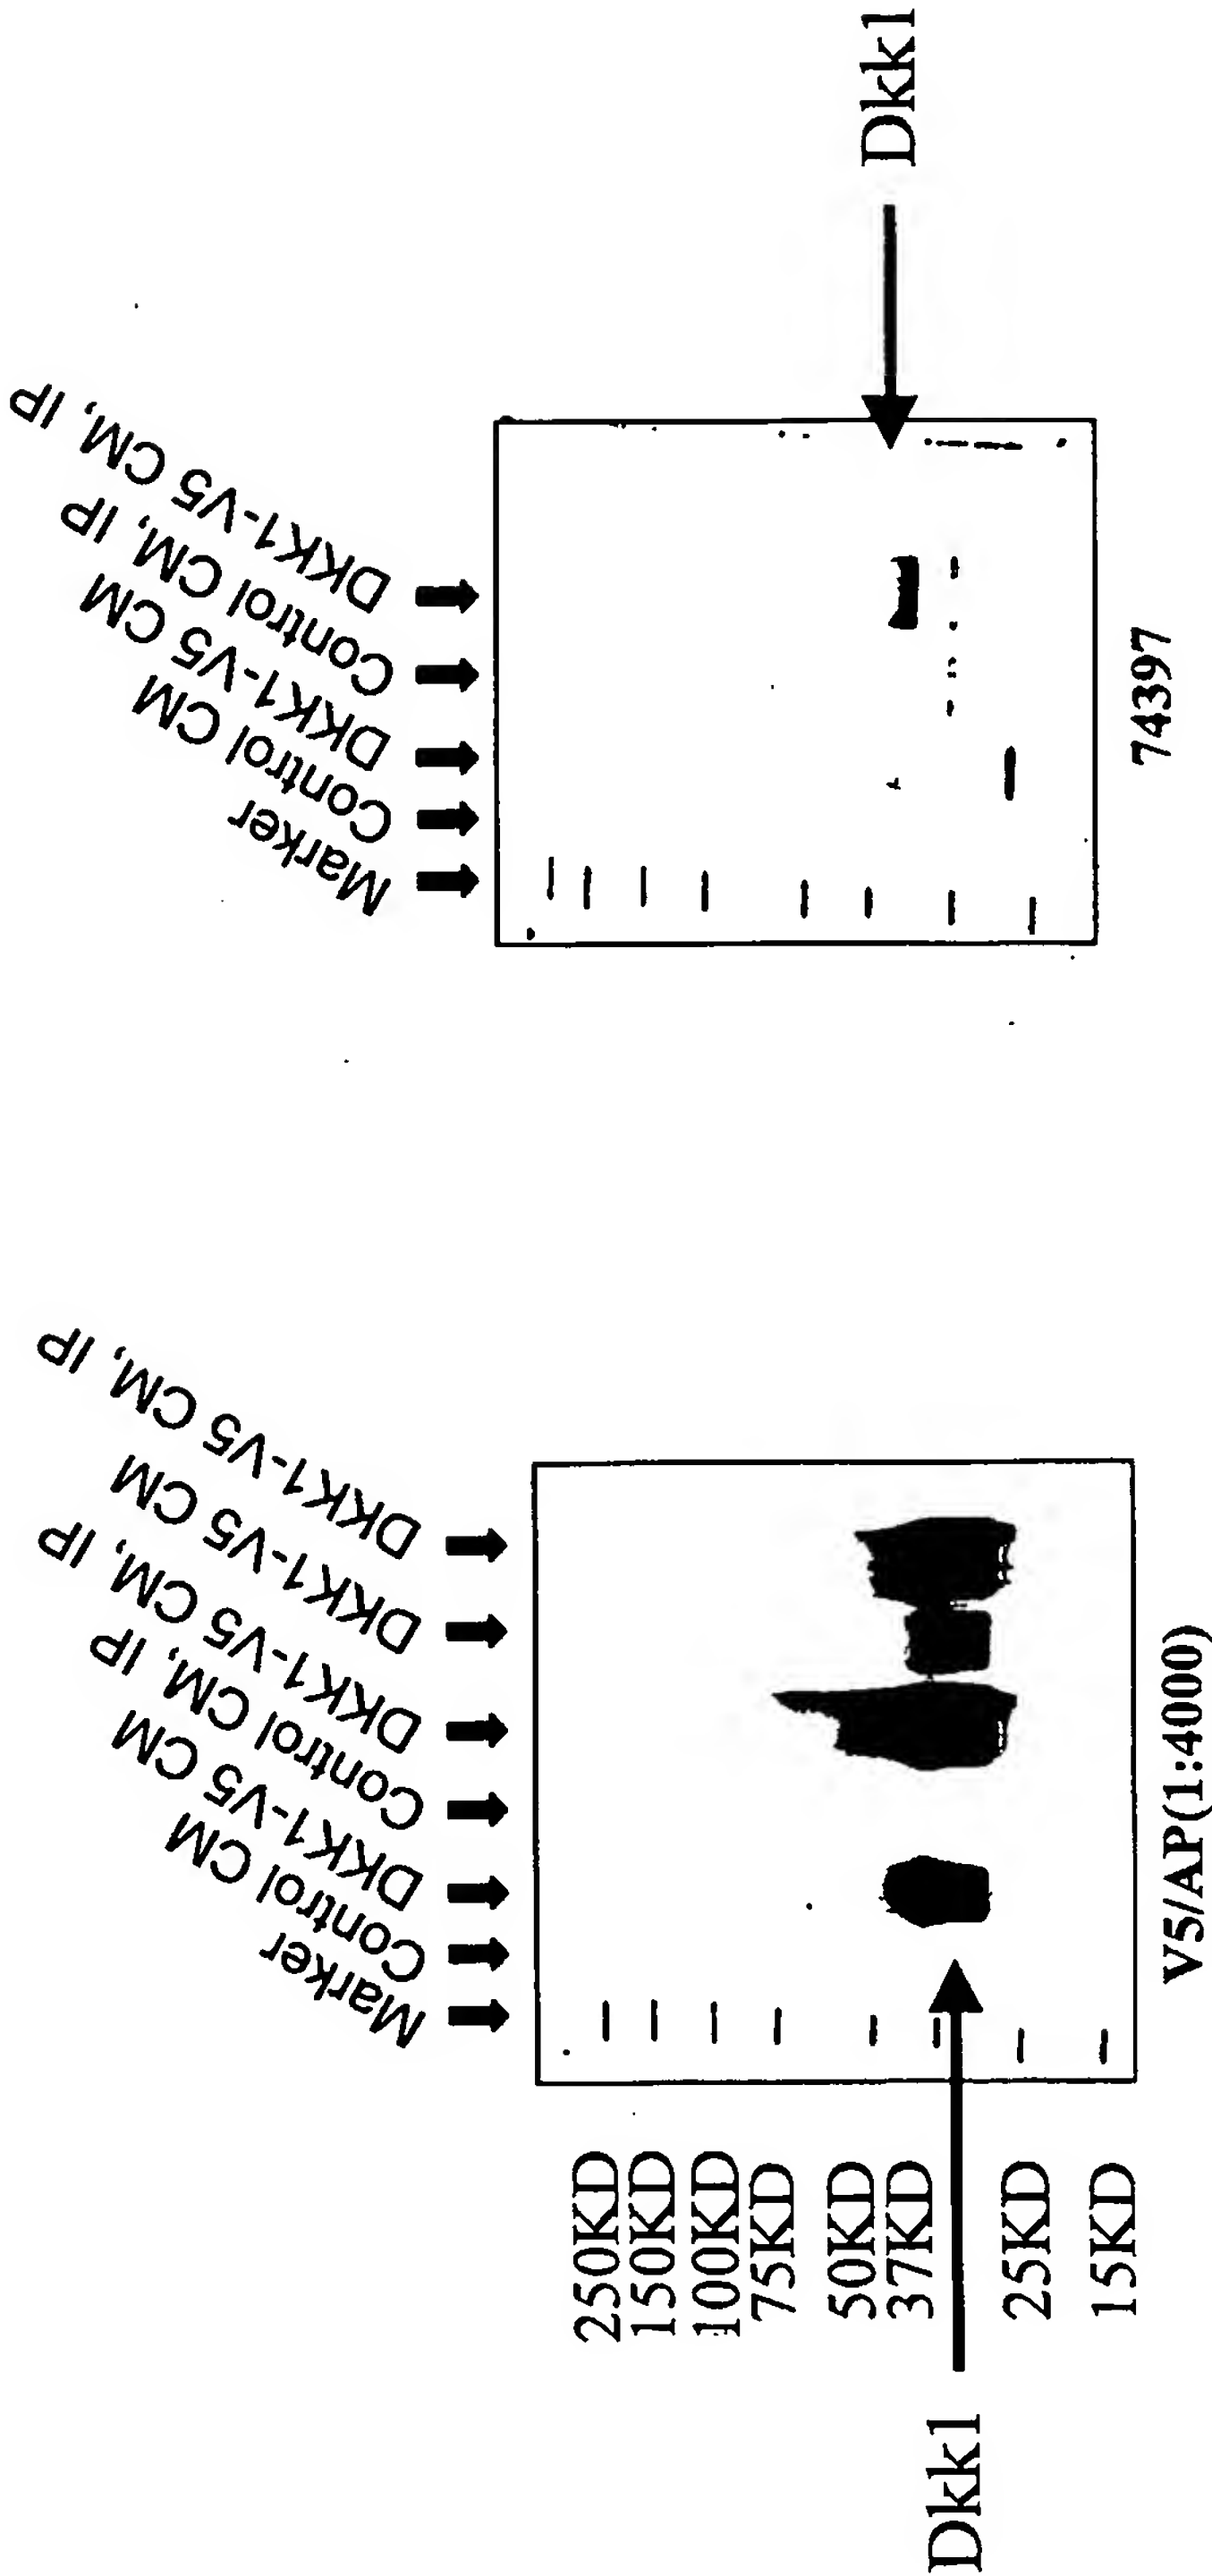 Marker
Control CM
DKK1-V5 CM
Control CM, IP
DKK1-V5 CM, IP
DKK1-V5 CM
DKK1-V5 CM, IP
250KD
150KD
100KD
75KD
50KD
37KD
Dkk1
25KD
15KD
V5/AP(1:4000)
Marker
Control CM
DKK1-V5 CM
Control CM, IP
DKK1-V5 CM, IP
Dkk1
74397